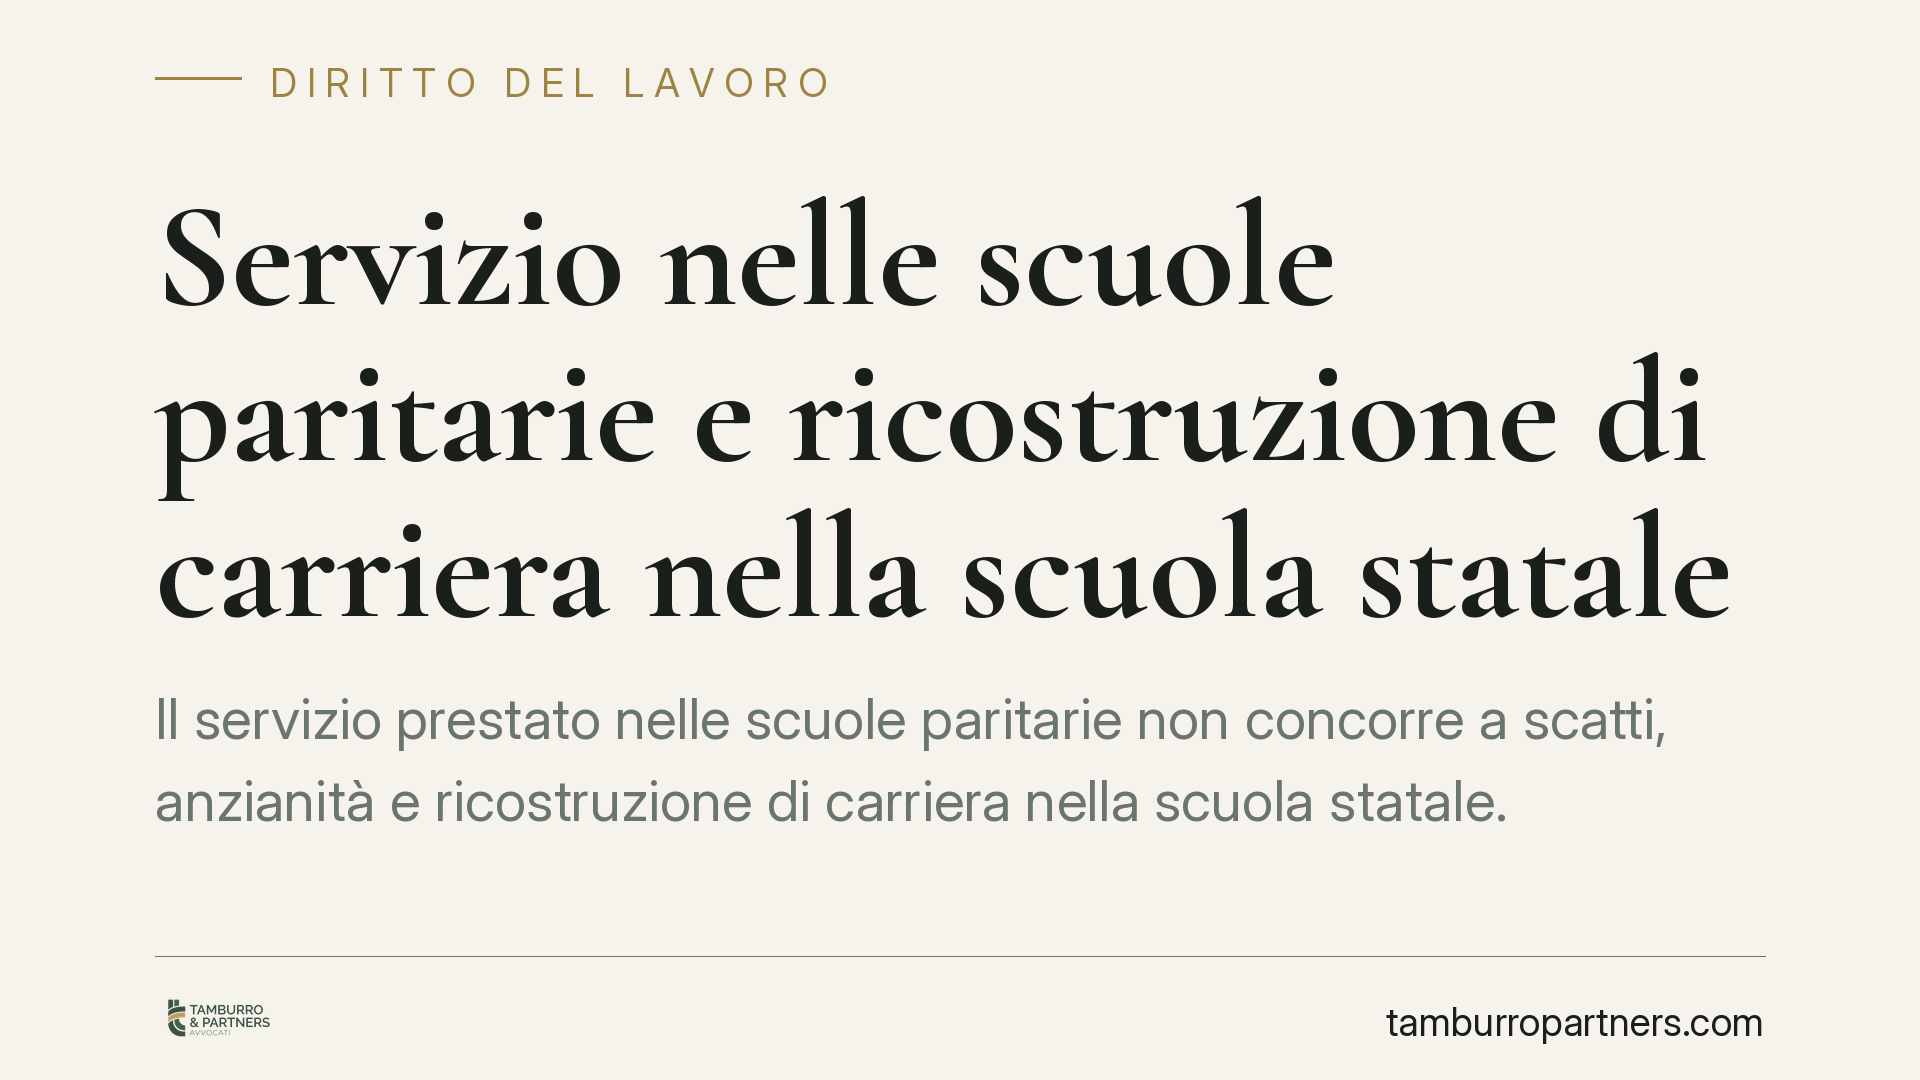 DIRITTO DEL LAVORO
Servizio nelle scuole
paritarie e ricostruzione di
carriera nella scuola statale
Il servizio prestato nelle scuole paritarie non concorre a scatti,
anzianità e ricostruzione di carriera nella scuola statale.
TAMBURRO
& PARTNERS
AVVOCATI
tamburropartners.com